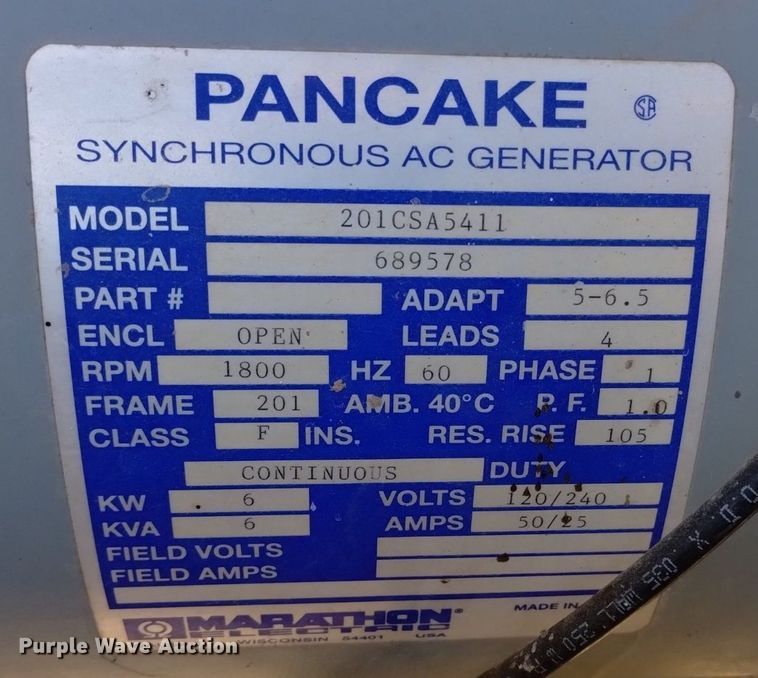 PANCAKE SA
SYNCHRONOUS AC GENERATOR
MODEL 201CSA5411
SERIAL 689578
PART # ADAPT 5-6.5
ENCL OPEN LEADS 4
RPM 1800 HZ 60 PHASE 1
FRAME 201 AMB. 40°C P.F. 1.0
CLASS F INS. RES. RISE 105
CONTINUOUS DUTY
KW 6 VOLTS 120/240
KVA 6 AMPS 50/25
FIELD VOLTS
FIELD AMPS
MARATHON® MADE IN
ELECTRIC
WISCONSIN 54401 USA
Purple Wave Auction